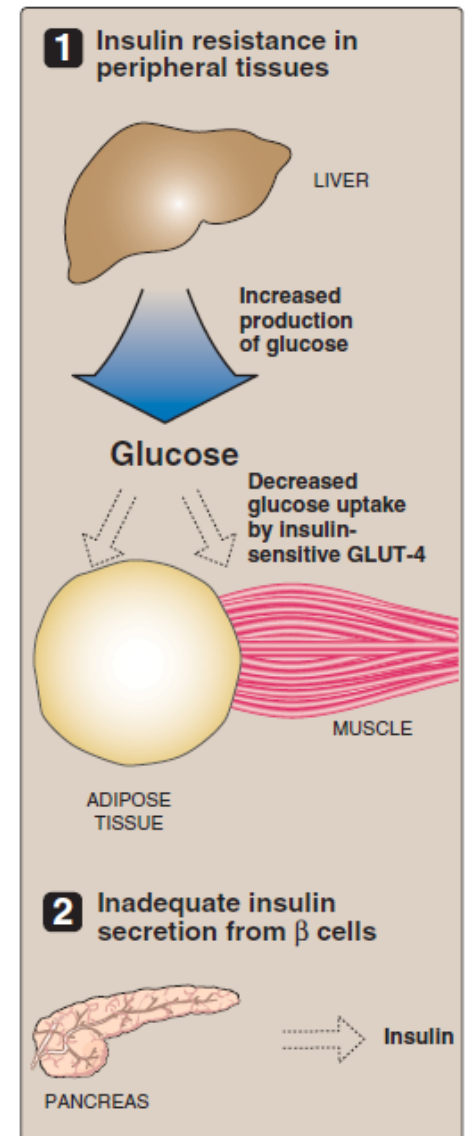 1 Insulin resistance in
peripheral tissues
LIVER
Increased
production
of glucose
Glucose
Decreased
glucose uptake
by insulin-
sensitive GLUT-4
MUSCLE
ADIPOSE
TISSUE
2 Inadequate insulin
secretion from β cells
Insulin
PANCREAS